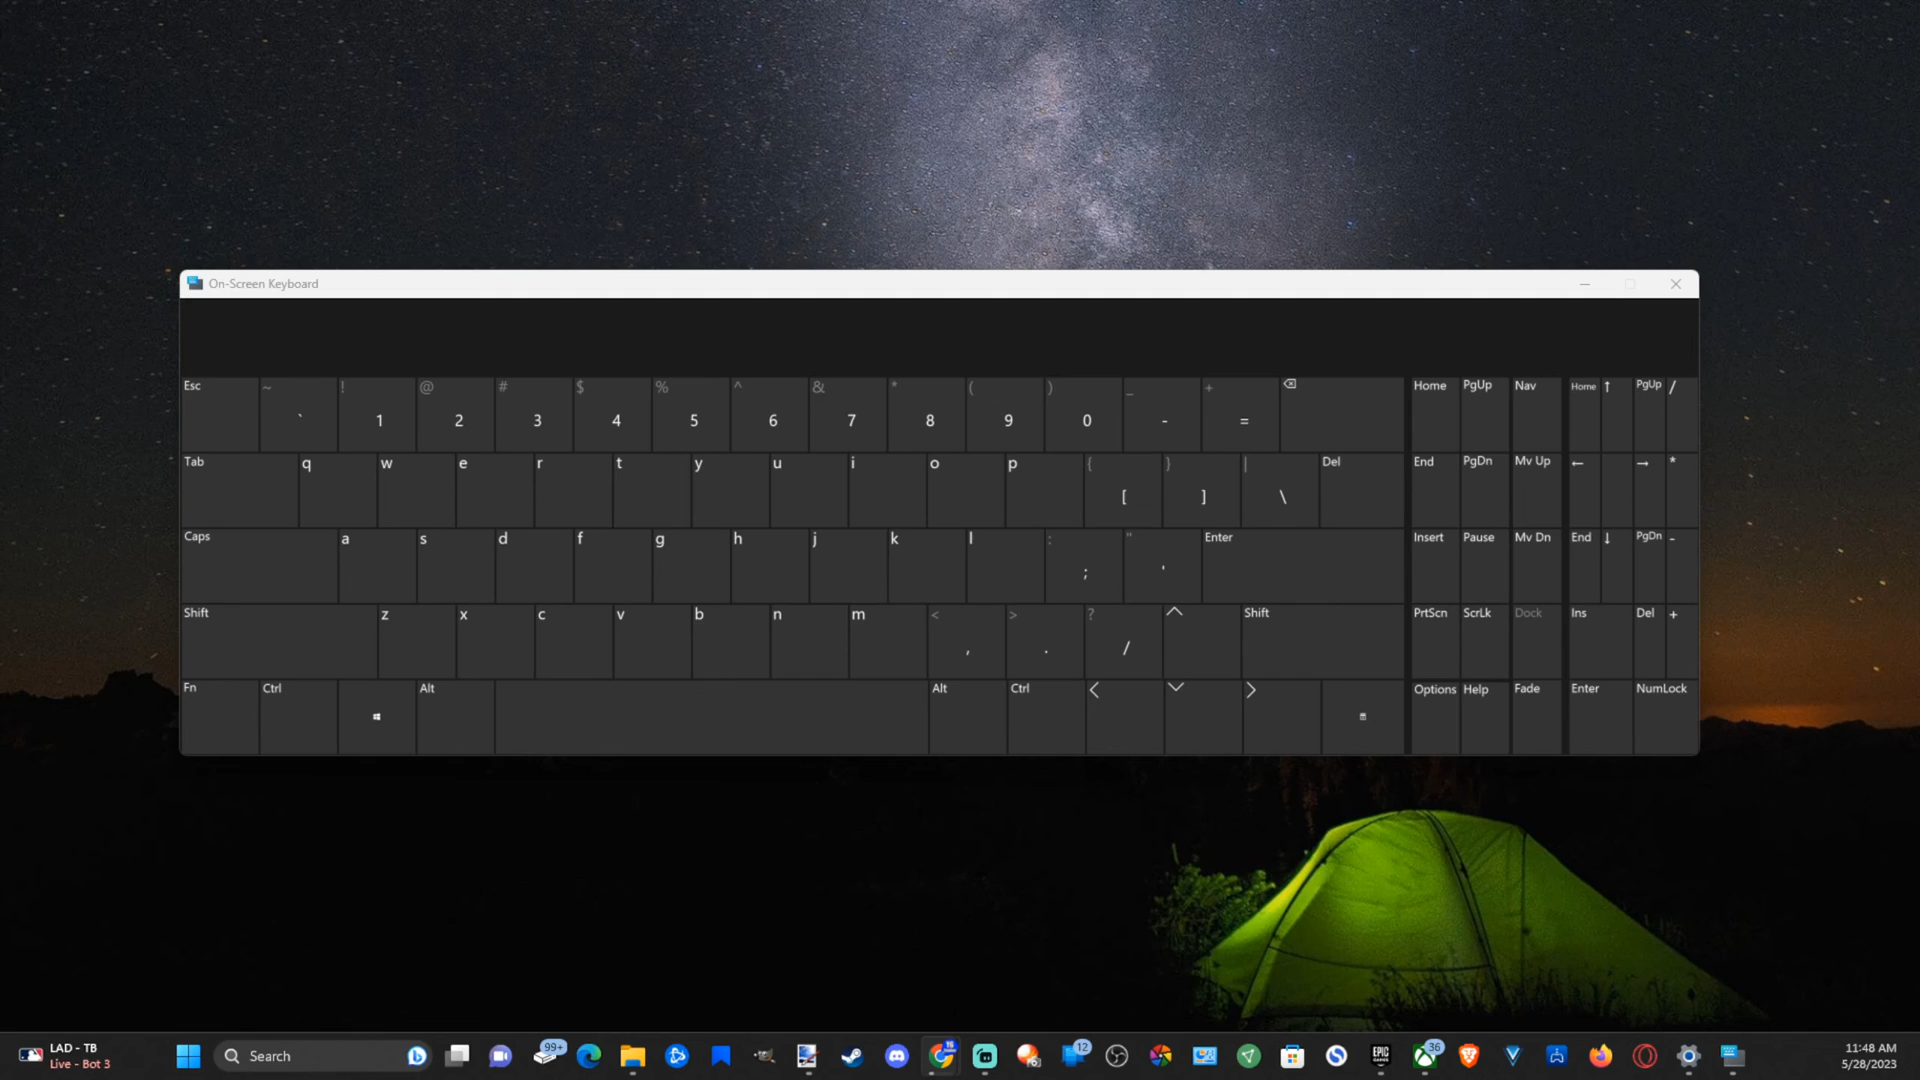 On-Screen Keyboard
Esc ~ ` ! 1 @ 2 # 3 $ 4 % 5 ^ 6 & 7 * 8 ( 9 ) 0 _ - + = Home PgUp Nav Home ↑ PgUp /
Tab q w e r t y u i o p { [ } ] | \ Del End PgDn Mv Up ← → *
Caps a s d f g h j k l : ; " ' Enter Insert Pause Mv Dn End ↓ PgDn -
Shift z x c v b n m < , > . ? / Shift PrtScn ScrLk Dock Ins Del +
Fn Ctrl Alt Alt Ctrl Options Help Fade Enter NumLock
LAD - TB
Live - Bot 3
Search
99+
12
EPIC
GAMES
36
11:48 AM
5/28/2023